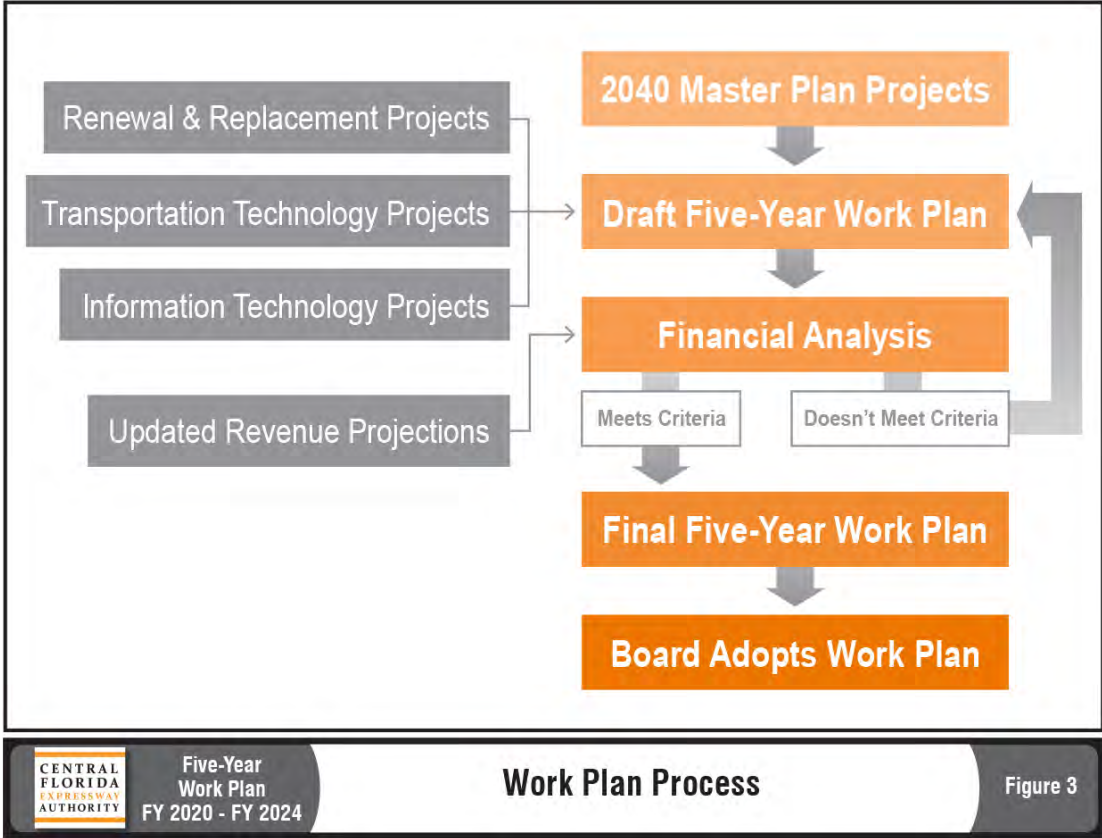 2040 Master Plan Projects
Renewal & Replacement Projects
Transportation Technology Projects
Draft Five-Year Work Plan
Information Technology Projects
Financial Analysis
Updated Revenue Projections
Meets Criteria
Doesn't Meet Criteria
Final Five-Year Work Plan
Board Adopts Work Plan
CENTRAL
FLORIDA
EXPRESSWAY
AUTHORITY
Five-Year
Work Plan
FY 2020 - FY 2024
Work Plan Process
Figure 3